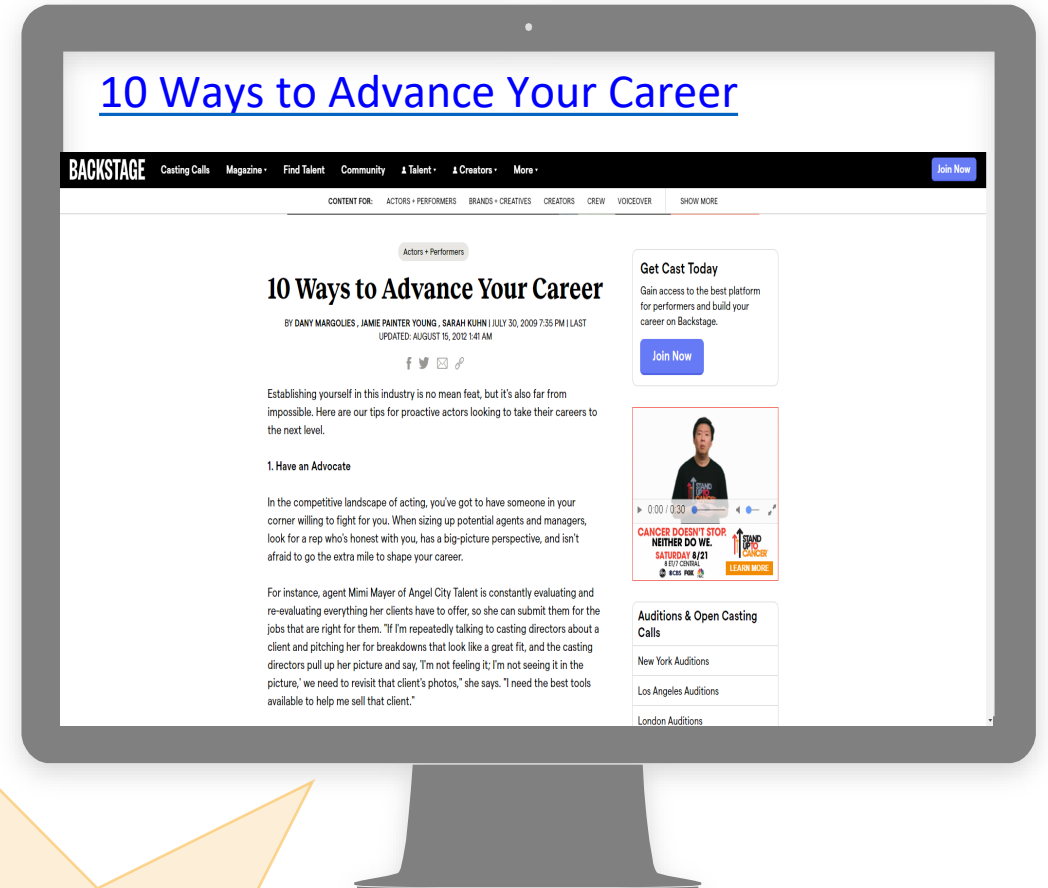 10 Ways to Advance Your Career
BACKSTAGE Casting Calls Magazine Find Talent Community Talent Creators More Join Now
CONTENT FOR: ACTORS + PERFORMERS BRANDS + CREATIVES CREATORS CREW VOICEOVER SHOW MORE
Actors + Performers
10 Ways to Advance Your Career
BY DANY MARGOLIES , JAMIE PAINTER YOUNG , SARAH KUHN | JULY 30, 2009 7:35 PM | LAST
UPDATED: AUGUST 15, 2012 1:41 AM
Establishing yourself in this industry is no mean feat, but it's also far from
impossible. Here are our tips for proactive actors looking to take their careers to
the next level.
1. Have an Advocate
In the competitive landscape of acting, you've got to have someone in your
corner willing to fight for you. When sizing up potential agents and managers,
look for a rep who's honest with you, has a big-picture perspective, and isn't
afraid to go the extra mile to shape your career.
For instance, agent Mimi Mayer of Angel City Talent is constantly evaluating and
re-evaluating everything her clients have to offer, so she can submit them for the
jobs that are right for them. "If I'm repeatedly talking to casting directors about a
client and pitching her for breakdowns that look like a great fit, and the casting
directors pull up her picture and say, 'I'm not feeling it; I'm not seeing it in the
picture,' we need to revisit that client's photos," she says. "I need the best tools
available to help me sell that client."
Get Cast Today
Gain access to the best platform
for performers and build your
career on Backstage.
Join Now
STAND
UP TO
CANCER
0:00 / 0:30
CANCER DOESN'T STOP.
NEITHER DO WE.
SATURDAY 8/21
8 ET/7 CENTRAL
abc CBS FOX
STAND
UP TO
CANCER
LEARN MORE
Auditions & Open Casting
Calls
New York Auditions
Los Angeles Auditions
London Auditions